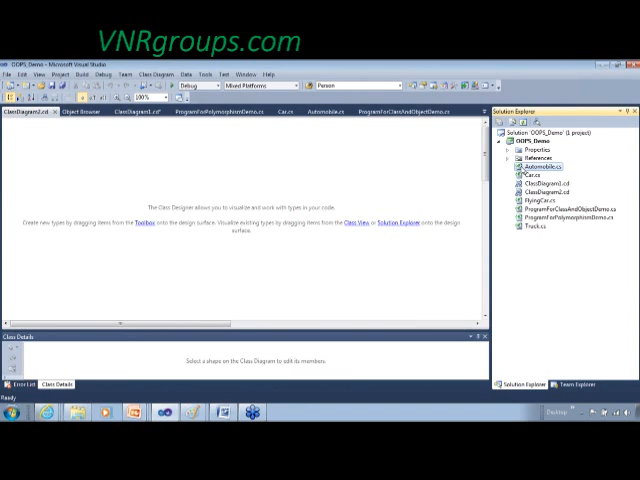 VNRgroups.com
OOPS_Demo - Microsoft Visual Studio
File Edit View Project Build Debug Team Class Diagram Data Tools Test Window Help
Debug Mixed Platforms Person
100%
ClassDiagram2.cd Object Browser ClassDiagram1.cd* ProgramForPolymorphismDemo.cs Car.cs Automobile.cs ProgramForClassAndObjectDemo.cs
The Class Designer allows you to visualize and work with types in your code.
Create new types by dragging items from the Toolbox onto the design surface. Visualize existing types by dragging items from the Class View or Solution Explorer onto the design
surface.
Class Details
Select a shape on the Class Diagram to edit its members.
Error List Class Details
Ready
Solution Explorer
Solution 'OOPS_Demo' (1 project)
OOPS_Demo
Properties
References
Automobile.cs
Car.cs
ClassDiagram1.cd
ClassDiagram2.cd
FlyingCar.cs
ProgramForClassAndObjectDemo.cs
ProgramForPolymorphismDemo.cs
Truck.cs
Solution Explorer Team Explorer
Desktop